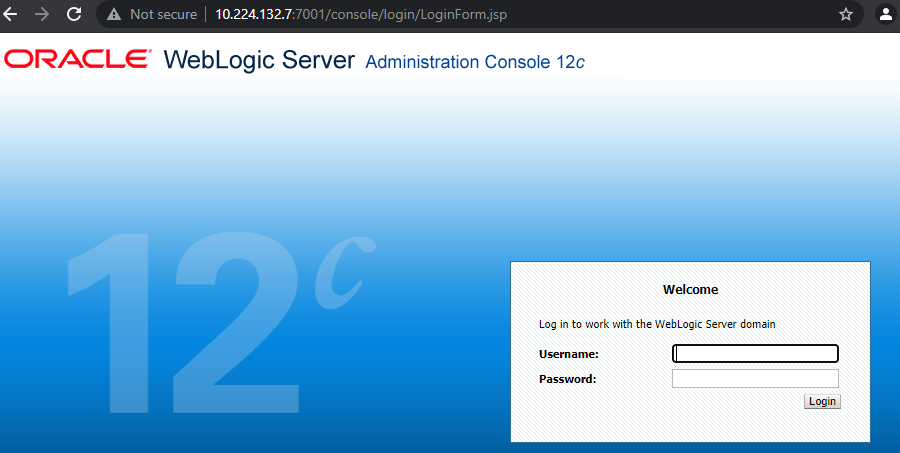 Not secure 10.224.132.7:7001/console/login/LoginForm.jsp
ORACLE® WebLogic Server Administration Console 12c
12c
Welcome
Log in to work with the WebLogic Server domain
Username:
Password:
Login